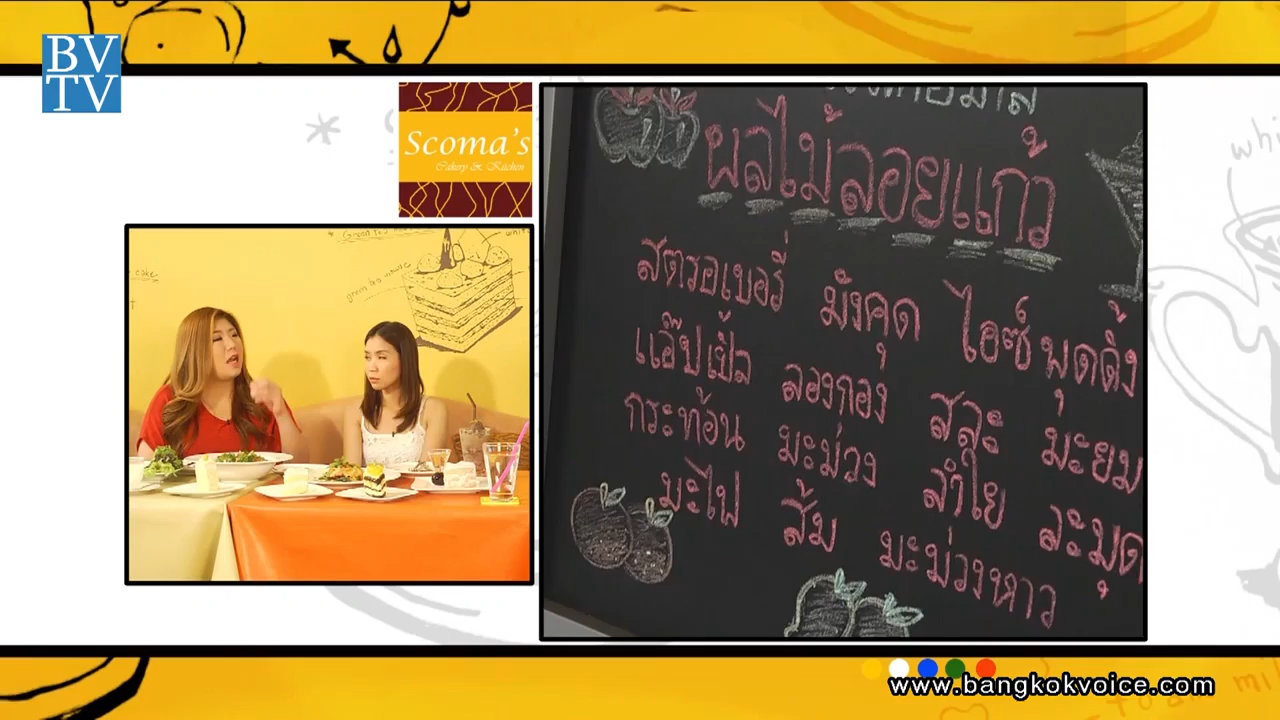 BV
TV
Scoma's
Cakery & Kitchen
ผลไม้ลอยแก้ว
สตรอเบอรี่ มังคุด ไอซ์พุดดิ้ง
แอ๊ปเปิ้ล ลองกอง สละ มะยม
กระท้อน มะม่วง ลำใย ละมุด
มะไฟ ส้ม มะม่วงหาว
www.bangkokvoice.com